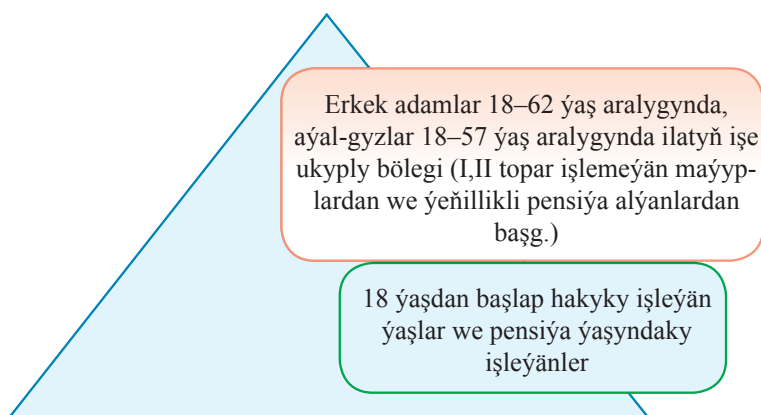 Erkek adamlar 18–62 ýaş aralygynda,
aýal-gyzlar 18–57 ýaş aralygynda ilatyň işe
ukyply bölegi (I,II topar işlemeýän maýyp-
lardan we ýeňillikli pensiýa alýanlardan
başg.)
18 ýaşdan başlap hakyky işleýän
ýaşlar we pensiýa ýaşyndaky
işleýänler